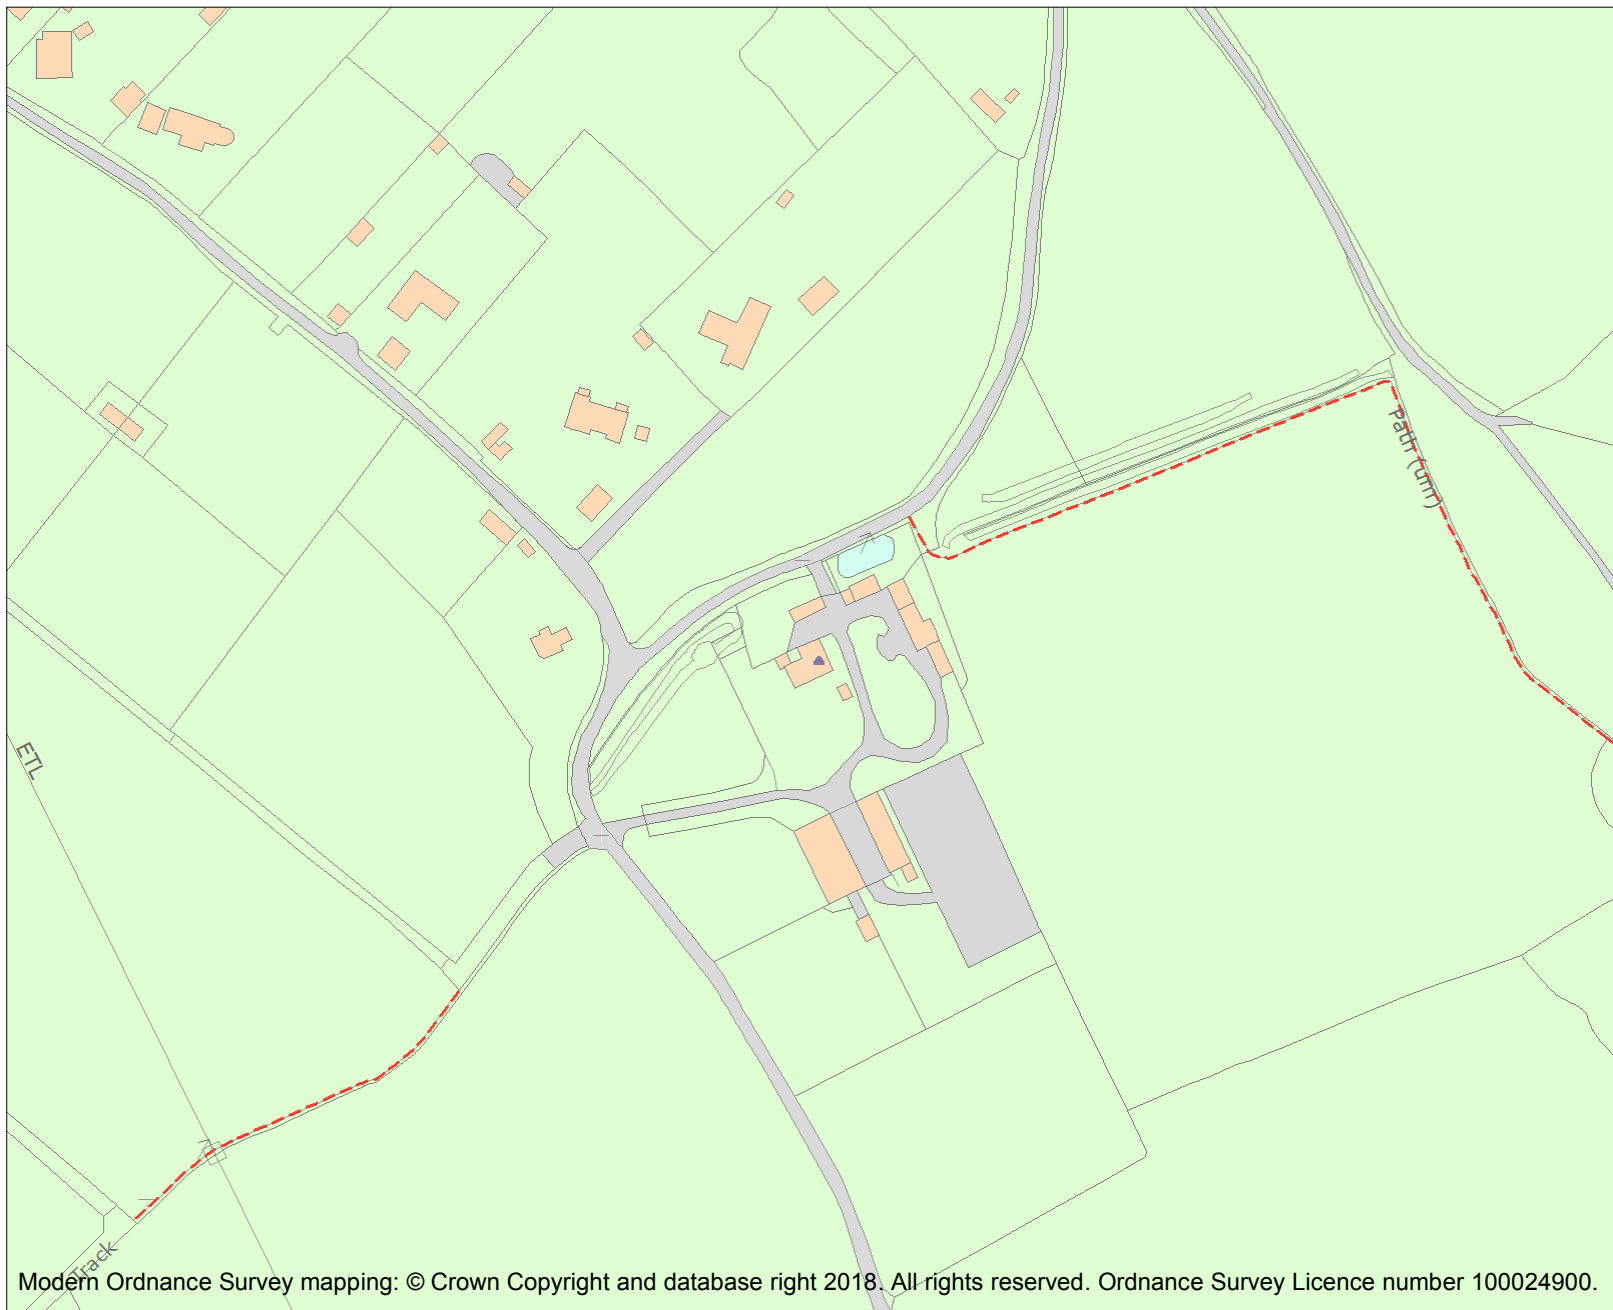 Path (um)
ETL
Track
Modern Ordnance Survey mapping: © Crown Copyright and database right 2018. All rights reserved. Ordnance Survey Licence number 100024900.